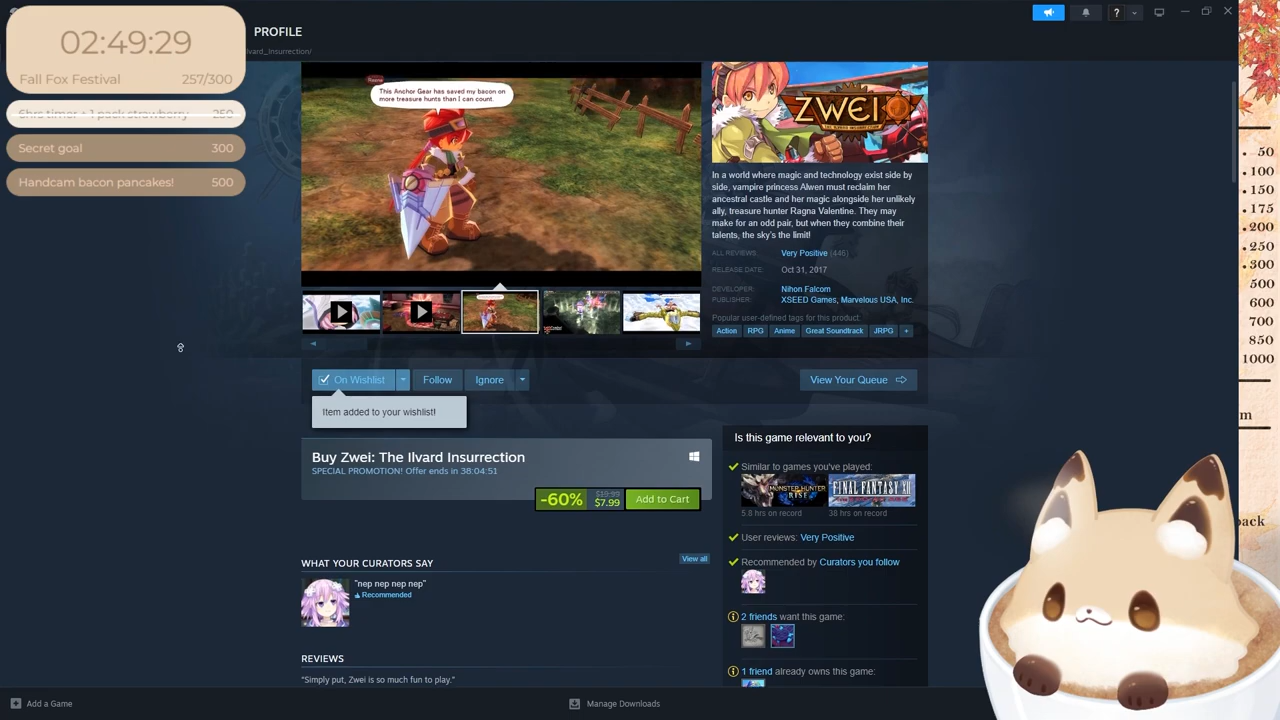 02:49:29
Fall Fox Festival 257/300
250
Secret goal 300
Handcam bacon pancakes! 500
PROFILE
lvard_Insurrection/
This Anchor Gear has saved my bacon on
more treasure hunts than I can count.
ZWEI
In a world where magic and technology exist side by
side, vampire princess Alwen must reclaim her
ancestral castle and her magic alongside her unlikely
ally, treasure hunter Ragna Valentine. They may
make for an odd pair, but when they combine their
talents, the sky's the limit!
ALL REVIEWS: Very Positive (446)
RELEASE DATE: Oct 31, 2017
DEVELOPER: Nihon Falcom
PUBLISHER: XSEED Games, Marvelous USA, Inc.
Popular user-defined tags for this product:
Action RPG Anime Great Soundtrack JRPG +
On Wishlist Follow Ignore View Your Queue
Item added to your wishlist!
Buy Zwei: The Ilvard Insurrection
SPECIAL PROMOTION! Offer ends in 38:04:51
-60% $19.99 $7.99 Add to Cart
WHAT YOUR CURATORS SAY View all
"nep nep nep nep"
Recommended
REVIEWS
"Simply put, Zwei is so much fun to play."
Is this game relevant to you?
Similar to games you've played:
MONSTER HUNTER RISE FINAL FANTASY XII
5.8 hrs on record 38 hrs on record
User reviews: Very Positive
Recommended by Curators you follow
2 friends want this game:
1 friend already owns this game:
50
100
150
175
200
250
300
500
600
700
850
1000
m
pack
Add a Game Manage Downloads